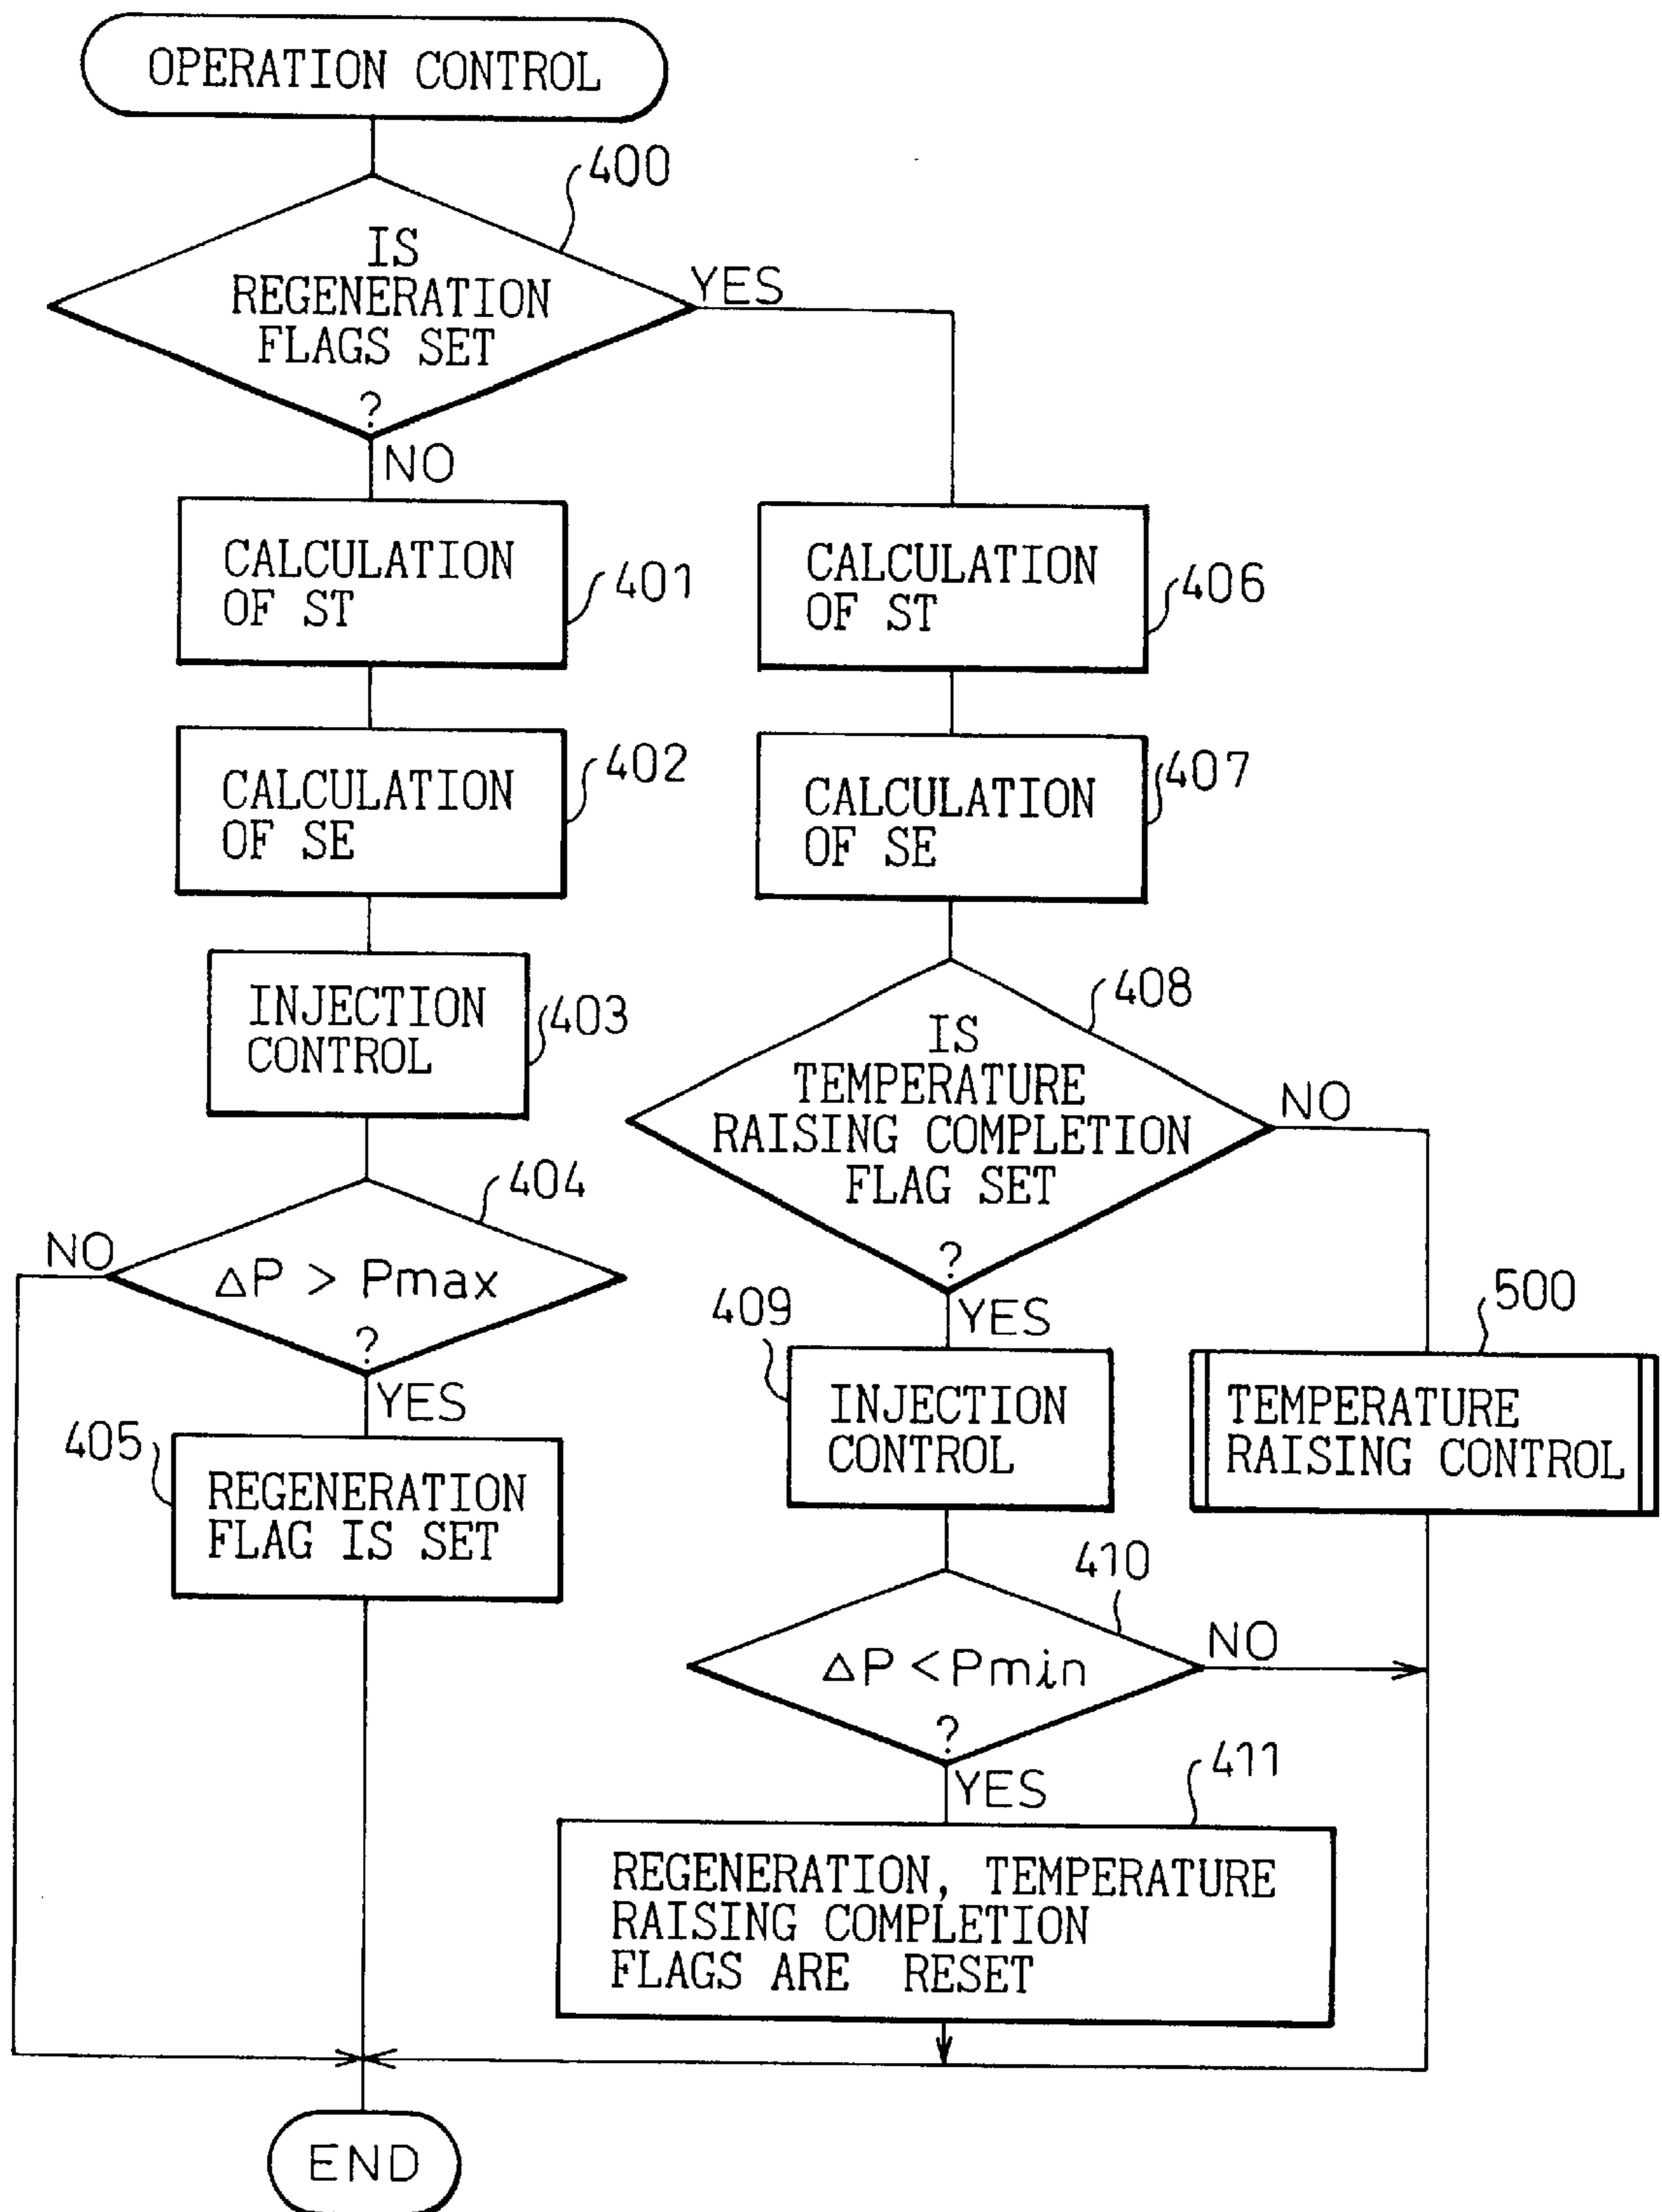 OPERATION CONTROL
400
IS
REGENERATION
FLAGS SET
?
YES
NO
CALCULATION
OF ST
401
CALCULATION
OF SE
402
INJECTION
CONTROL
403
404
ΔP > Pmax
?
NO
YES
405
REGENERATION
FLAG IS SET
CALCULATION
OF ST
406
CALCULATION
OF SE
407
408
IS
TEMPERATURE
RAISING COMPLETION
FLAG SET
?
NO
YES
409
INJECTION
CONTROL
500
TEMPERATURE
RAISING CONTROL
410
ΔP < Pmin
?
NO
YES
411
REGENERATION, TEMPERATURE
RAISING COMPLETION
FLAGS ARE RESET
END